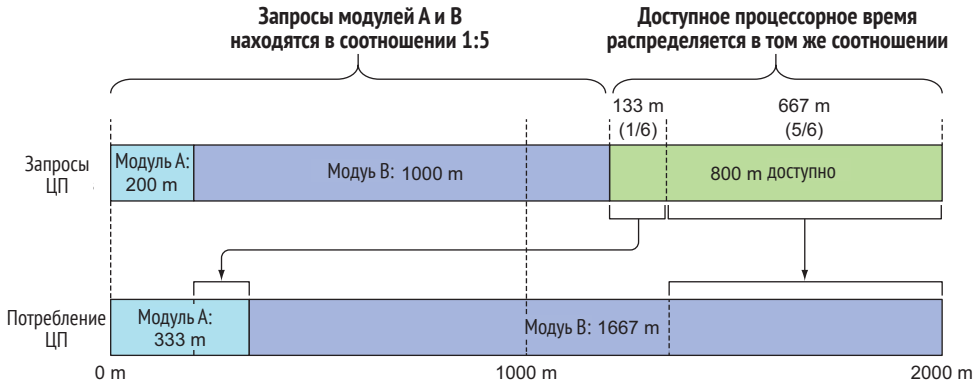 Запросы модулей A и B
находятся в соотношении 1:5
Доступное процессорное время
распределяется в том же соотношении
133 m
(1/6)
667 m
(5/6)
Запросы
ЦП
Модуль A:
200 m
Модуь B: 1000 m
800 m доступно
Потребление
ЦП
Модуль A:
333 m
Модуь B: 1667 m
0 m
1000 m
2000 m